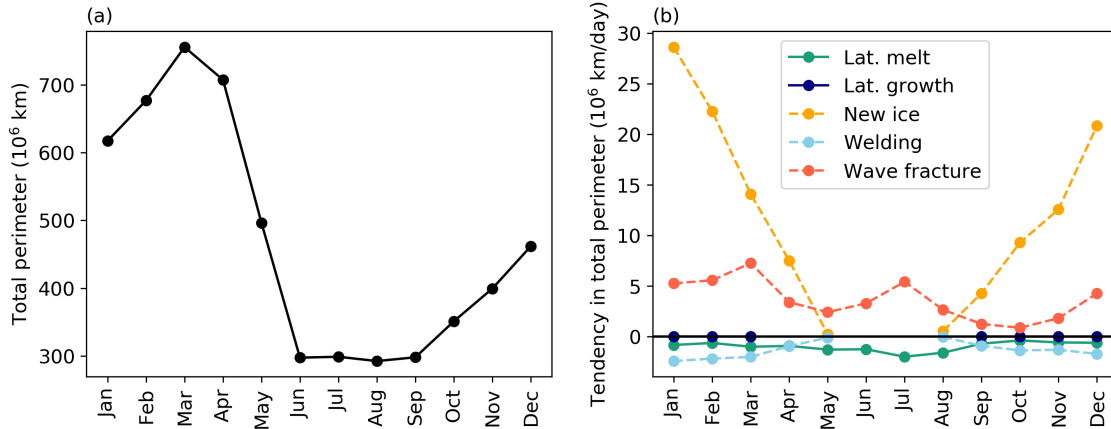 (a)
Total perimeter (10⁶ km)
700
600
500
400
300
Jan
Feb
Mar
Apr
May
Jun
Jul
Aug
Sep
Oct
Nov
Dec
(b)
Tendency in total perimeter (10⁶ km/day)
30
25
20
15
10
5
0
Lat. melt
Lat. growth
New ice
Welding
Wave fracture
Jan
Feb
Mar
Apr
May
Jun
Jul
Aug
Sep
Oct
Nov
Dec